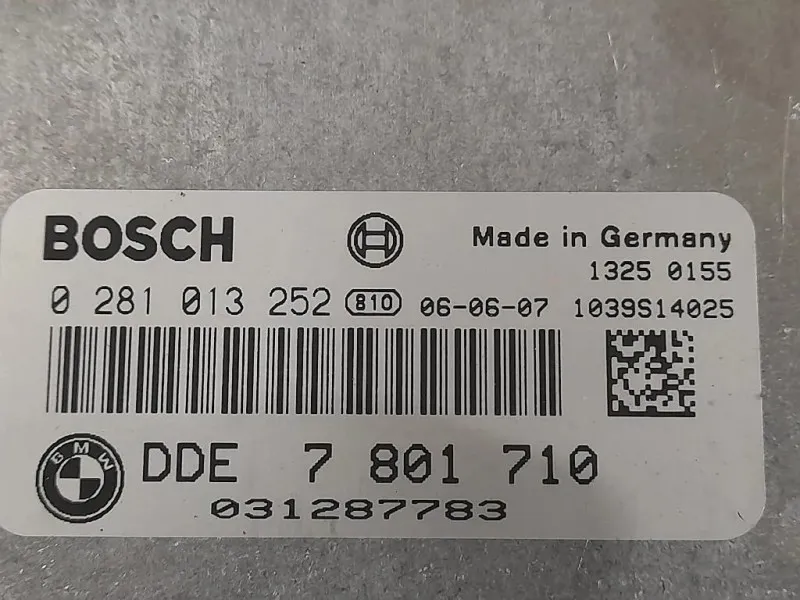 BOSCH
Made in Germany
1325 0155
0 281 013 252 810 06-06-07 1039S14025
BMW
DDE 7 801 710
031287783